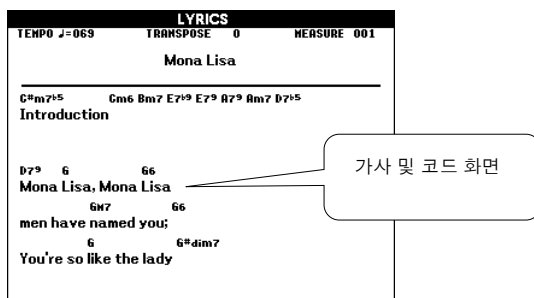 LYRICS
TEMPO ♩=069 TRANSPOSE 0 MEASURE 001
Mona Lisa
C#m7♭5 Cm6 Bm7 E7♭9 E79 A79 Am7 D7♭5
Introduction
가사 및 코드 화면
D79 G G6
Mona Lisa, Mona Lisa
GM7 G6
men have named you;
G G#dim7
You're so like the lady